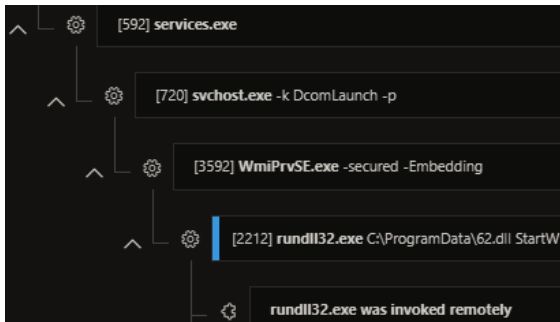 [592] services.exe
[720] svchost.exe -k DcomLaunch -p
[3592] WmiPrvSE.exe -secured -Embedding
[2212] rundll32.exe C:\ProgramData\62.dll StartW
rundll32.exe was invoked remotely